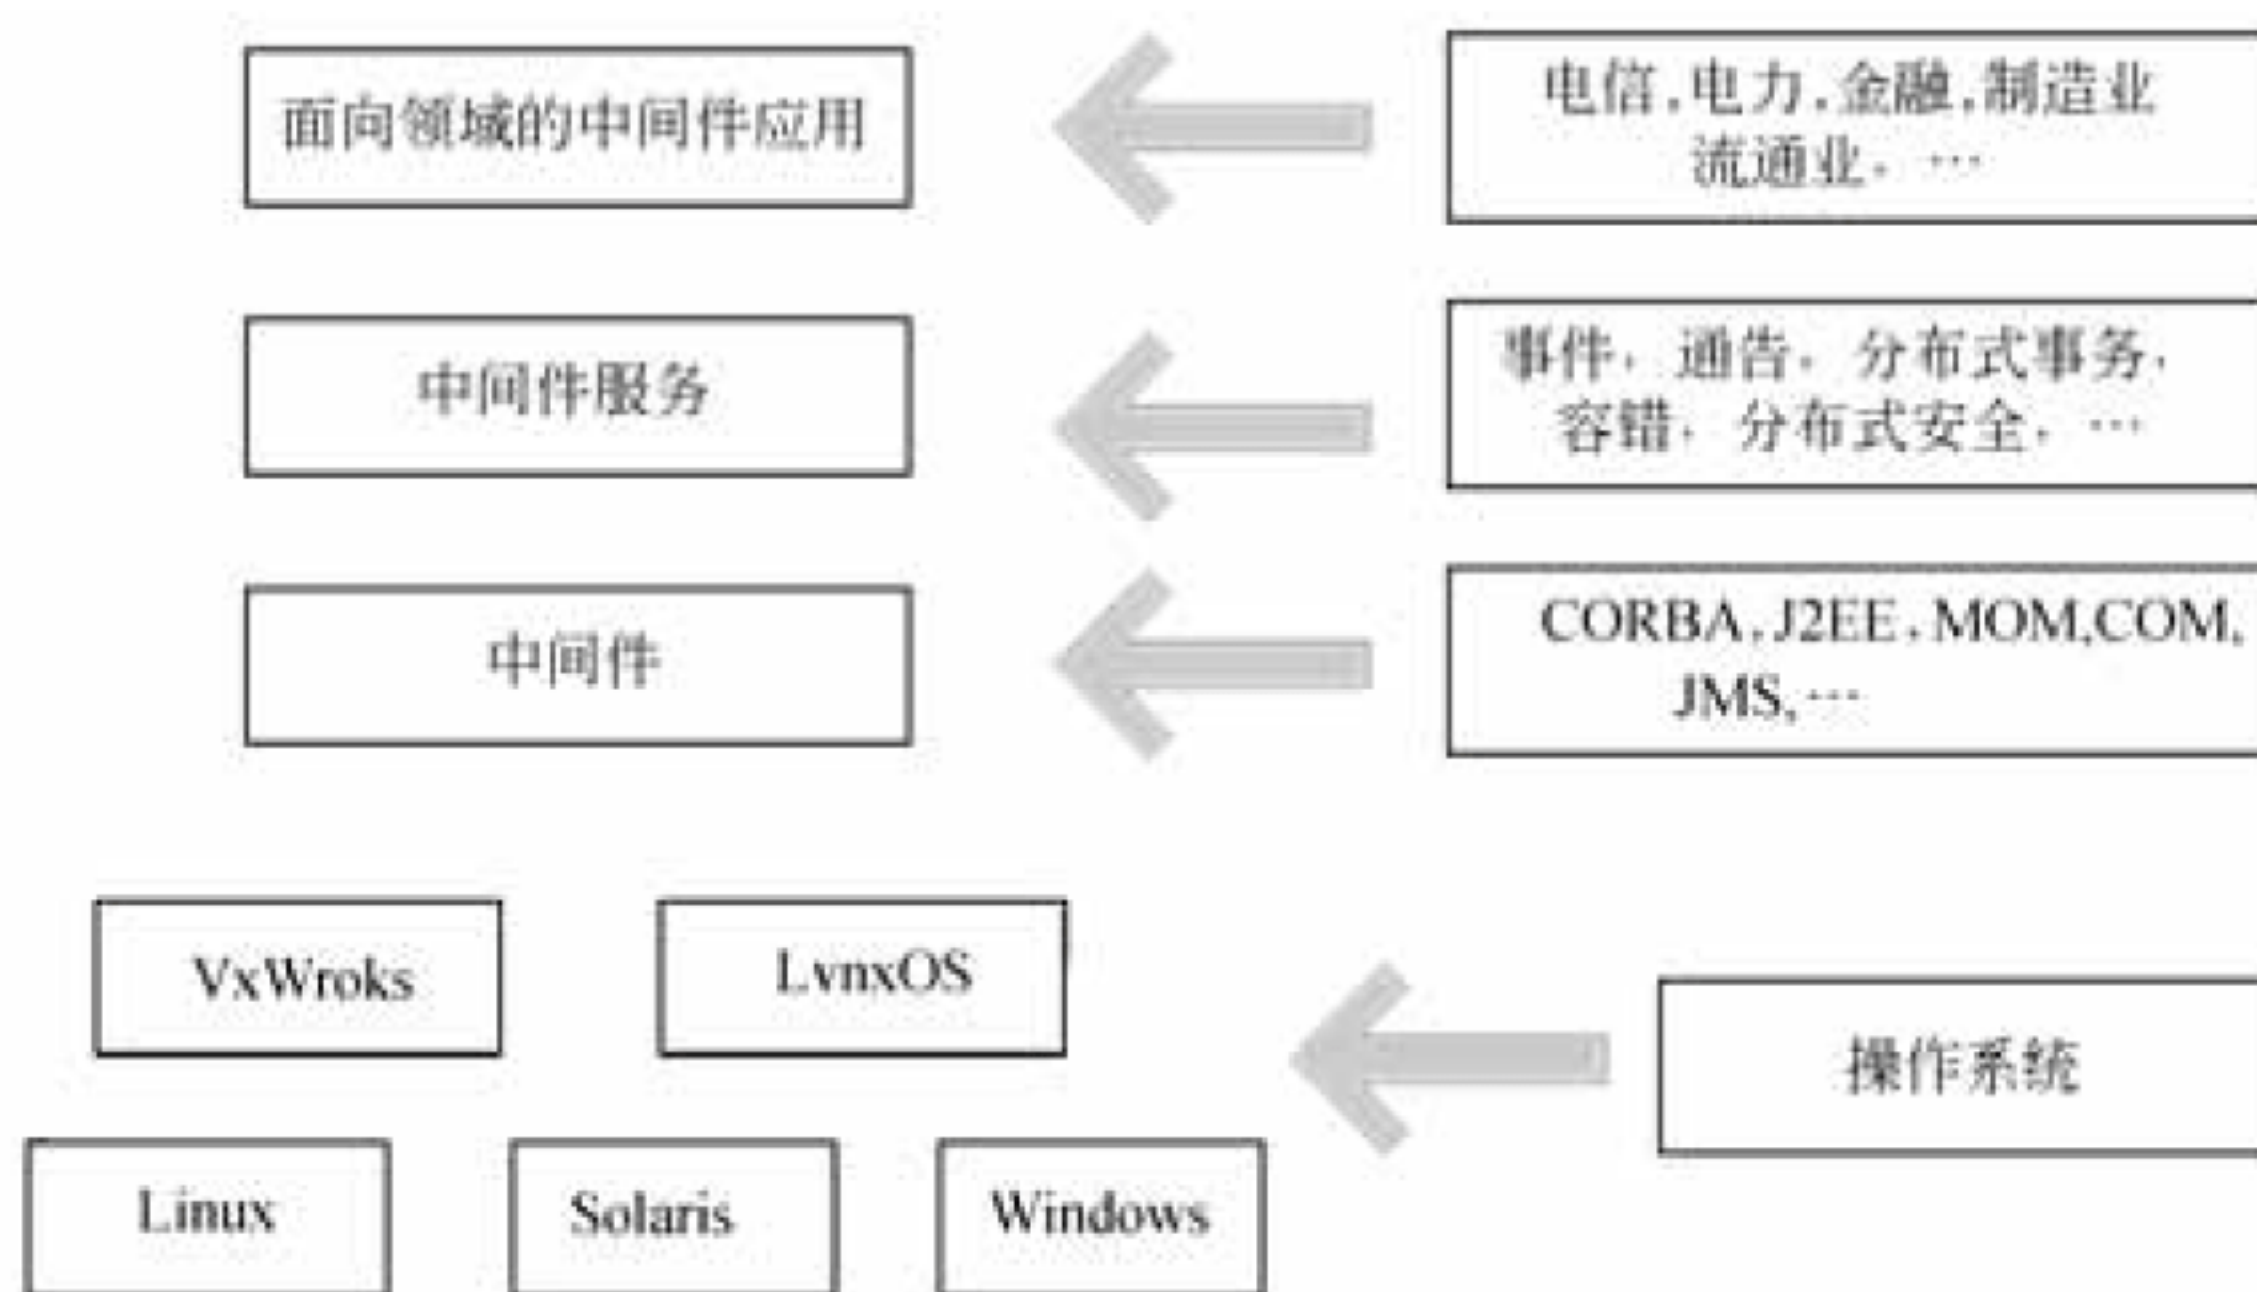 面向领域的中间件应用
电信,电力,金融,制造业
流通业,…
中间件服务
事件,通告,分布式事务,
容错,分布式安全,…
中间件
CORBA,J2EE,MOM,COM,
JMS,…
VxWroks
LvnxOS
操作系统
Linux
Solaris
Windows